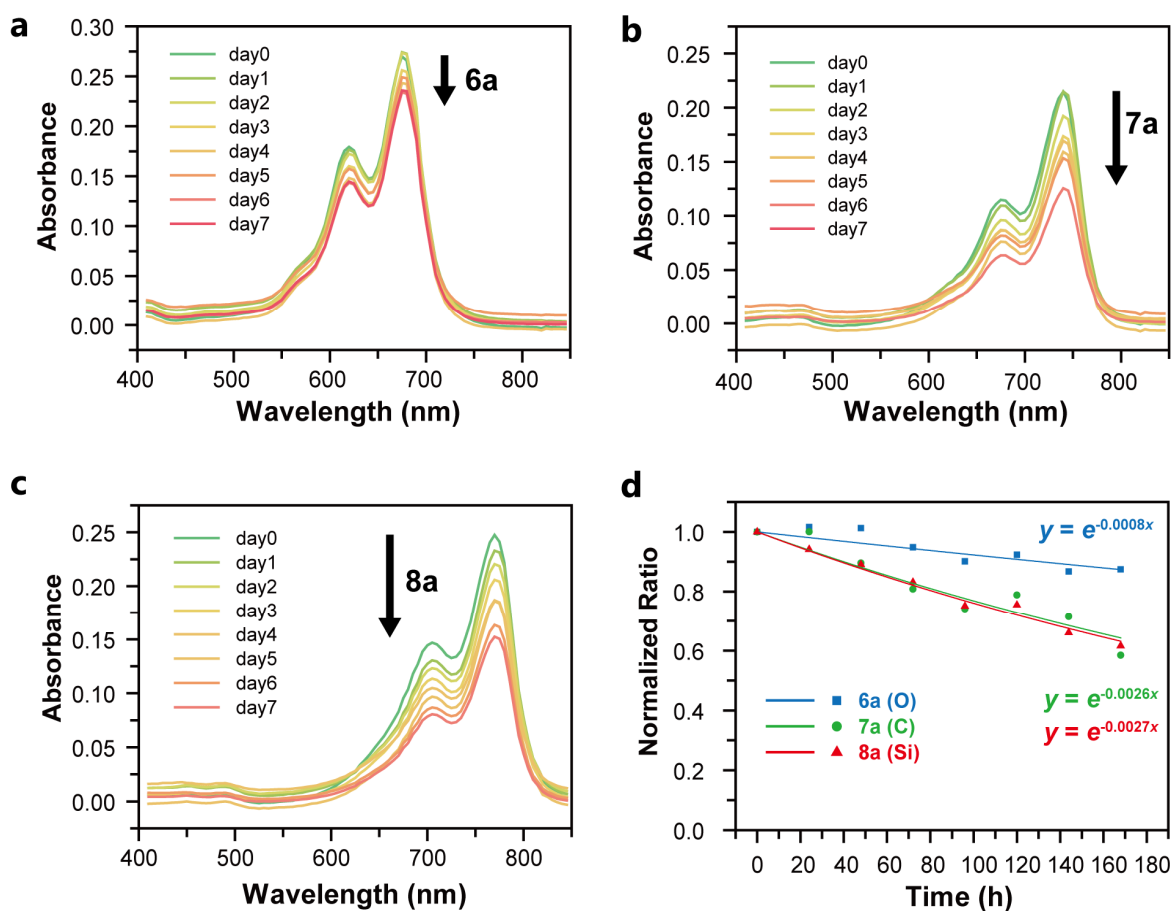 a
0.30
0.25
0.20
0.15
0.10
0.05
0.00
Absorbance
day0
day1
day2
day3
day4
day5
day6
day7
6a
400 500 600 700 800
Wavelength (nm)
b
0.25
0.20
0.15
0.10
0.05
0.00
Absorbance
day0
day1
day2
day3
day4
day5
day6
day7
7a
400 500 600 700 800
Wavelength (nm)
c
0.25
0.20
0.15
0.10
0.05
0.00
Absorbance
day0
day1
day2
day3
day4
day5
day6
day7
8a
400 500 600 700 800
Wavelength (nm)
d
1.0
0.8
0.6
0.4
0.2
0.0
Normalized Ratio
y = e^-0.0008x
6a (O)
7a (C)
8a (Si)
y = e^-0.0026x
y = e^-0.0027x
0 20 40 60 80 100 120 140 160 180
Time (h)